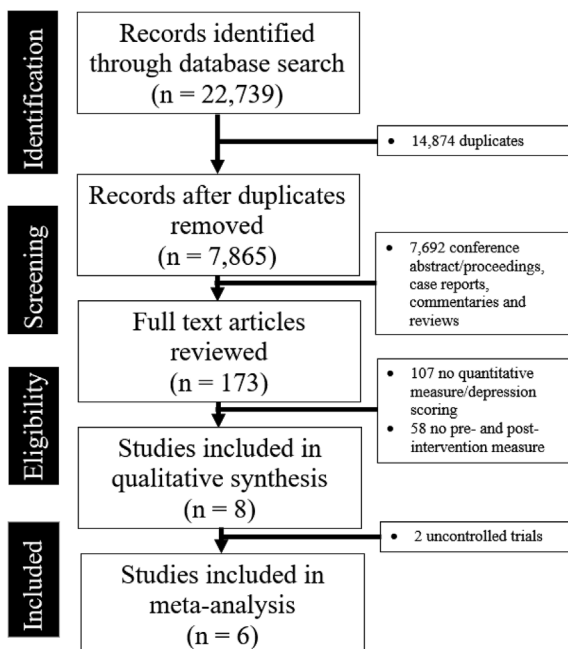 Identification
Records identified
through database search
(n = 22,739)
• 14,874 duplicates
Records after duplicates
removed
(n = 7,865)
Screening
• 7,692 conference
abstract/proceedings,
case reports,
commentaries and
reviews
Full text articles
reviewed
(n = 173)
Eligibility
• 107 no quantitative
measure/depression
scoring
• 58 no pre- and post-
intervention measure
Studies included in
qualitative synthesis
(n = 8)
Included
• 2 uncontrolled trials
Studies included in
meta-analysis
(n = 6)